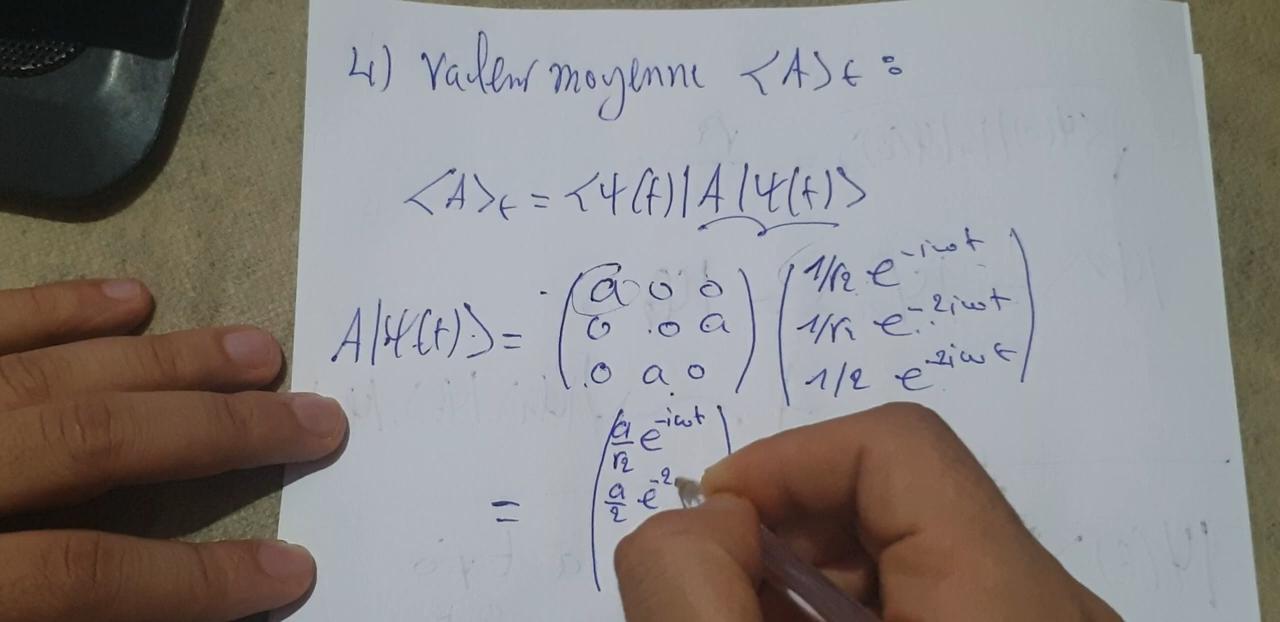 4) Valeur moyenne <A>t :
<A>t = <Ψ(t)|A|Ψ(t)>
A|Ψ(t)> = (a 0 0) (1/√2 e^-iωt)
(0 0 a) (1/√2 e^-2iωt)
(0 a 0) (1/2 e^-2iωt)
= (a/√2 e^-iωt)
(a/2 e^-2